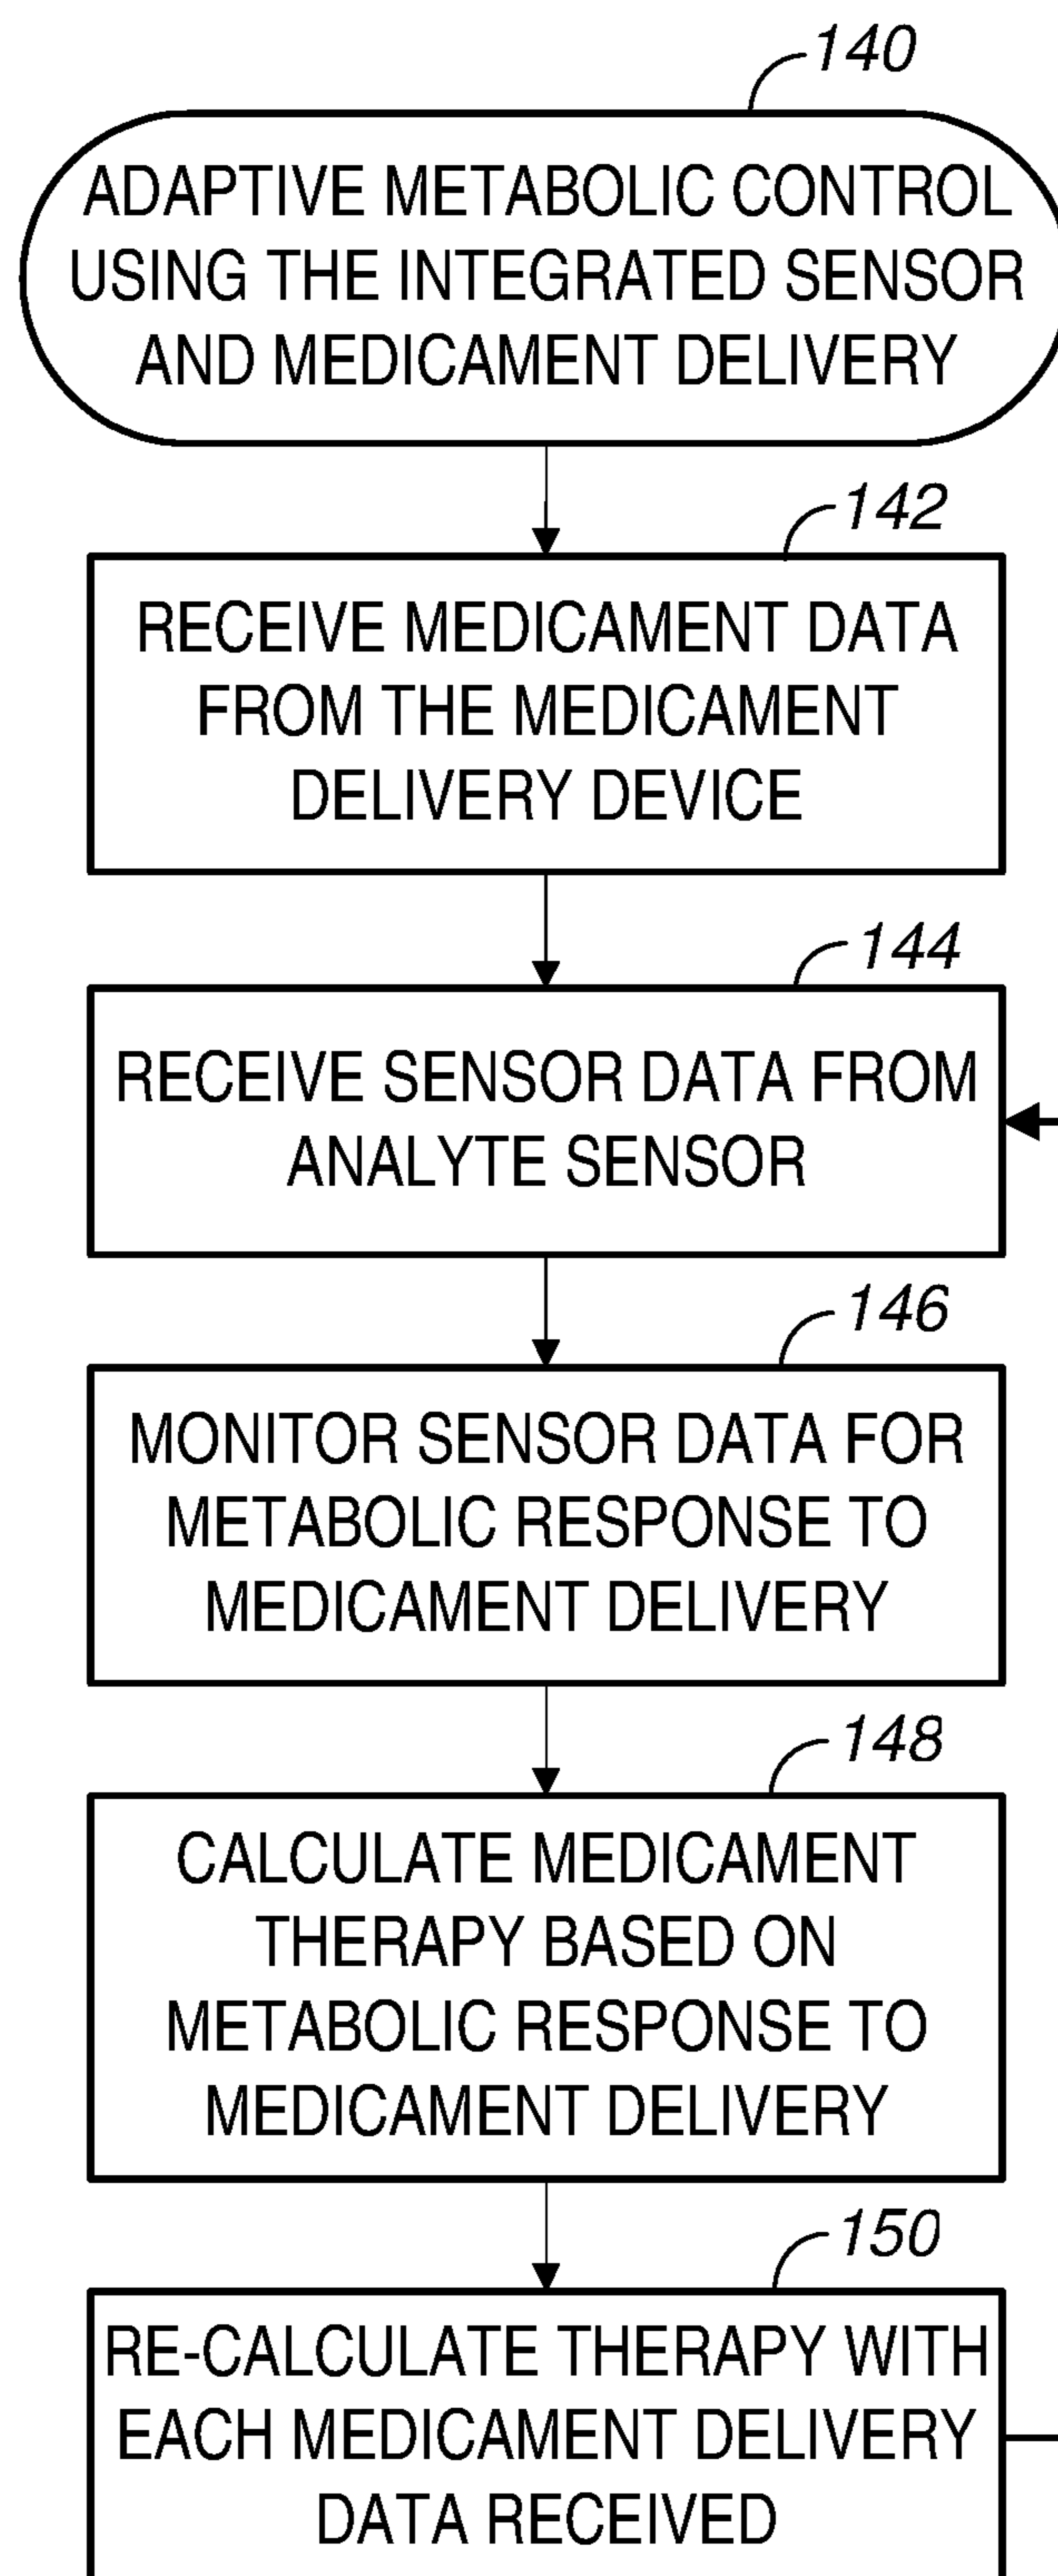 140
ADAPTIVE METABOLIC CONTROL
USING THE INTEGRATED SENSOR
AND MEDICAMENT DELIVERY
142
RECEIVE MEDICAMENT DATA
FROM THE MEDICAMENT
DELIVERY DEVICE
144
RECEIVE SENSOR DATA FROM
ANALYTE SENSOR
146
MONITOR SENSOR DATA FOR
METABOLIC RESPONSE TO
MEDICAMENT DELIVERY
148
CALCULATE MEDICAMENT
THERAPY BASED ON
METABOLIC RESPONSE TO
MEDICAMENT DELIVERY
150
RE-CALCULATE THERAPY WITH
EACH MEDICAMENT DELIVERY
DATA RECEIVED